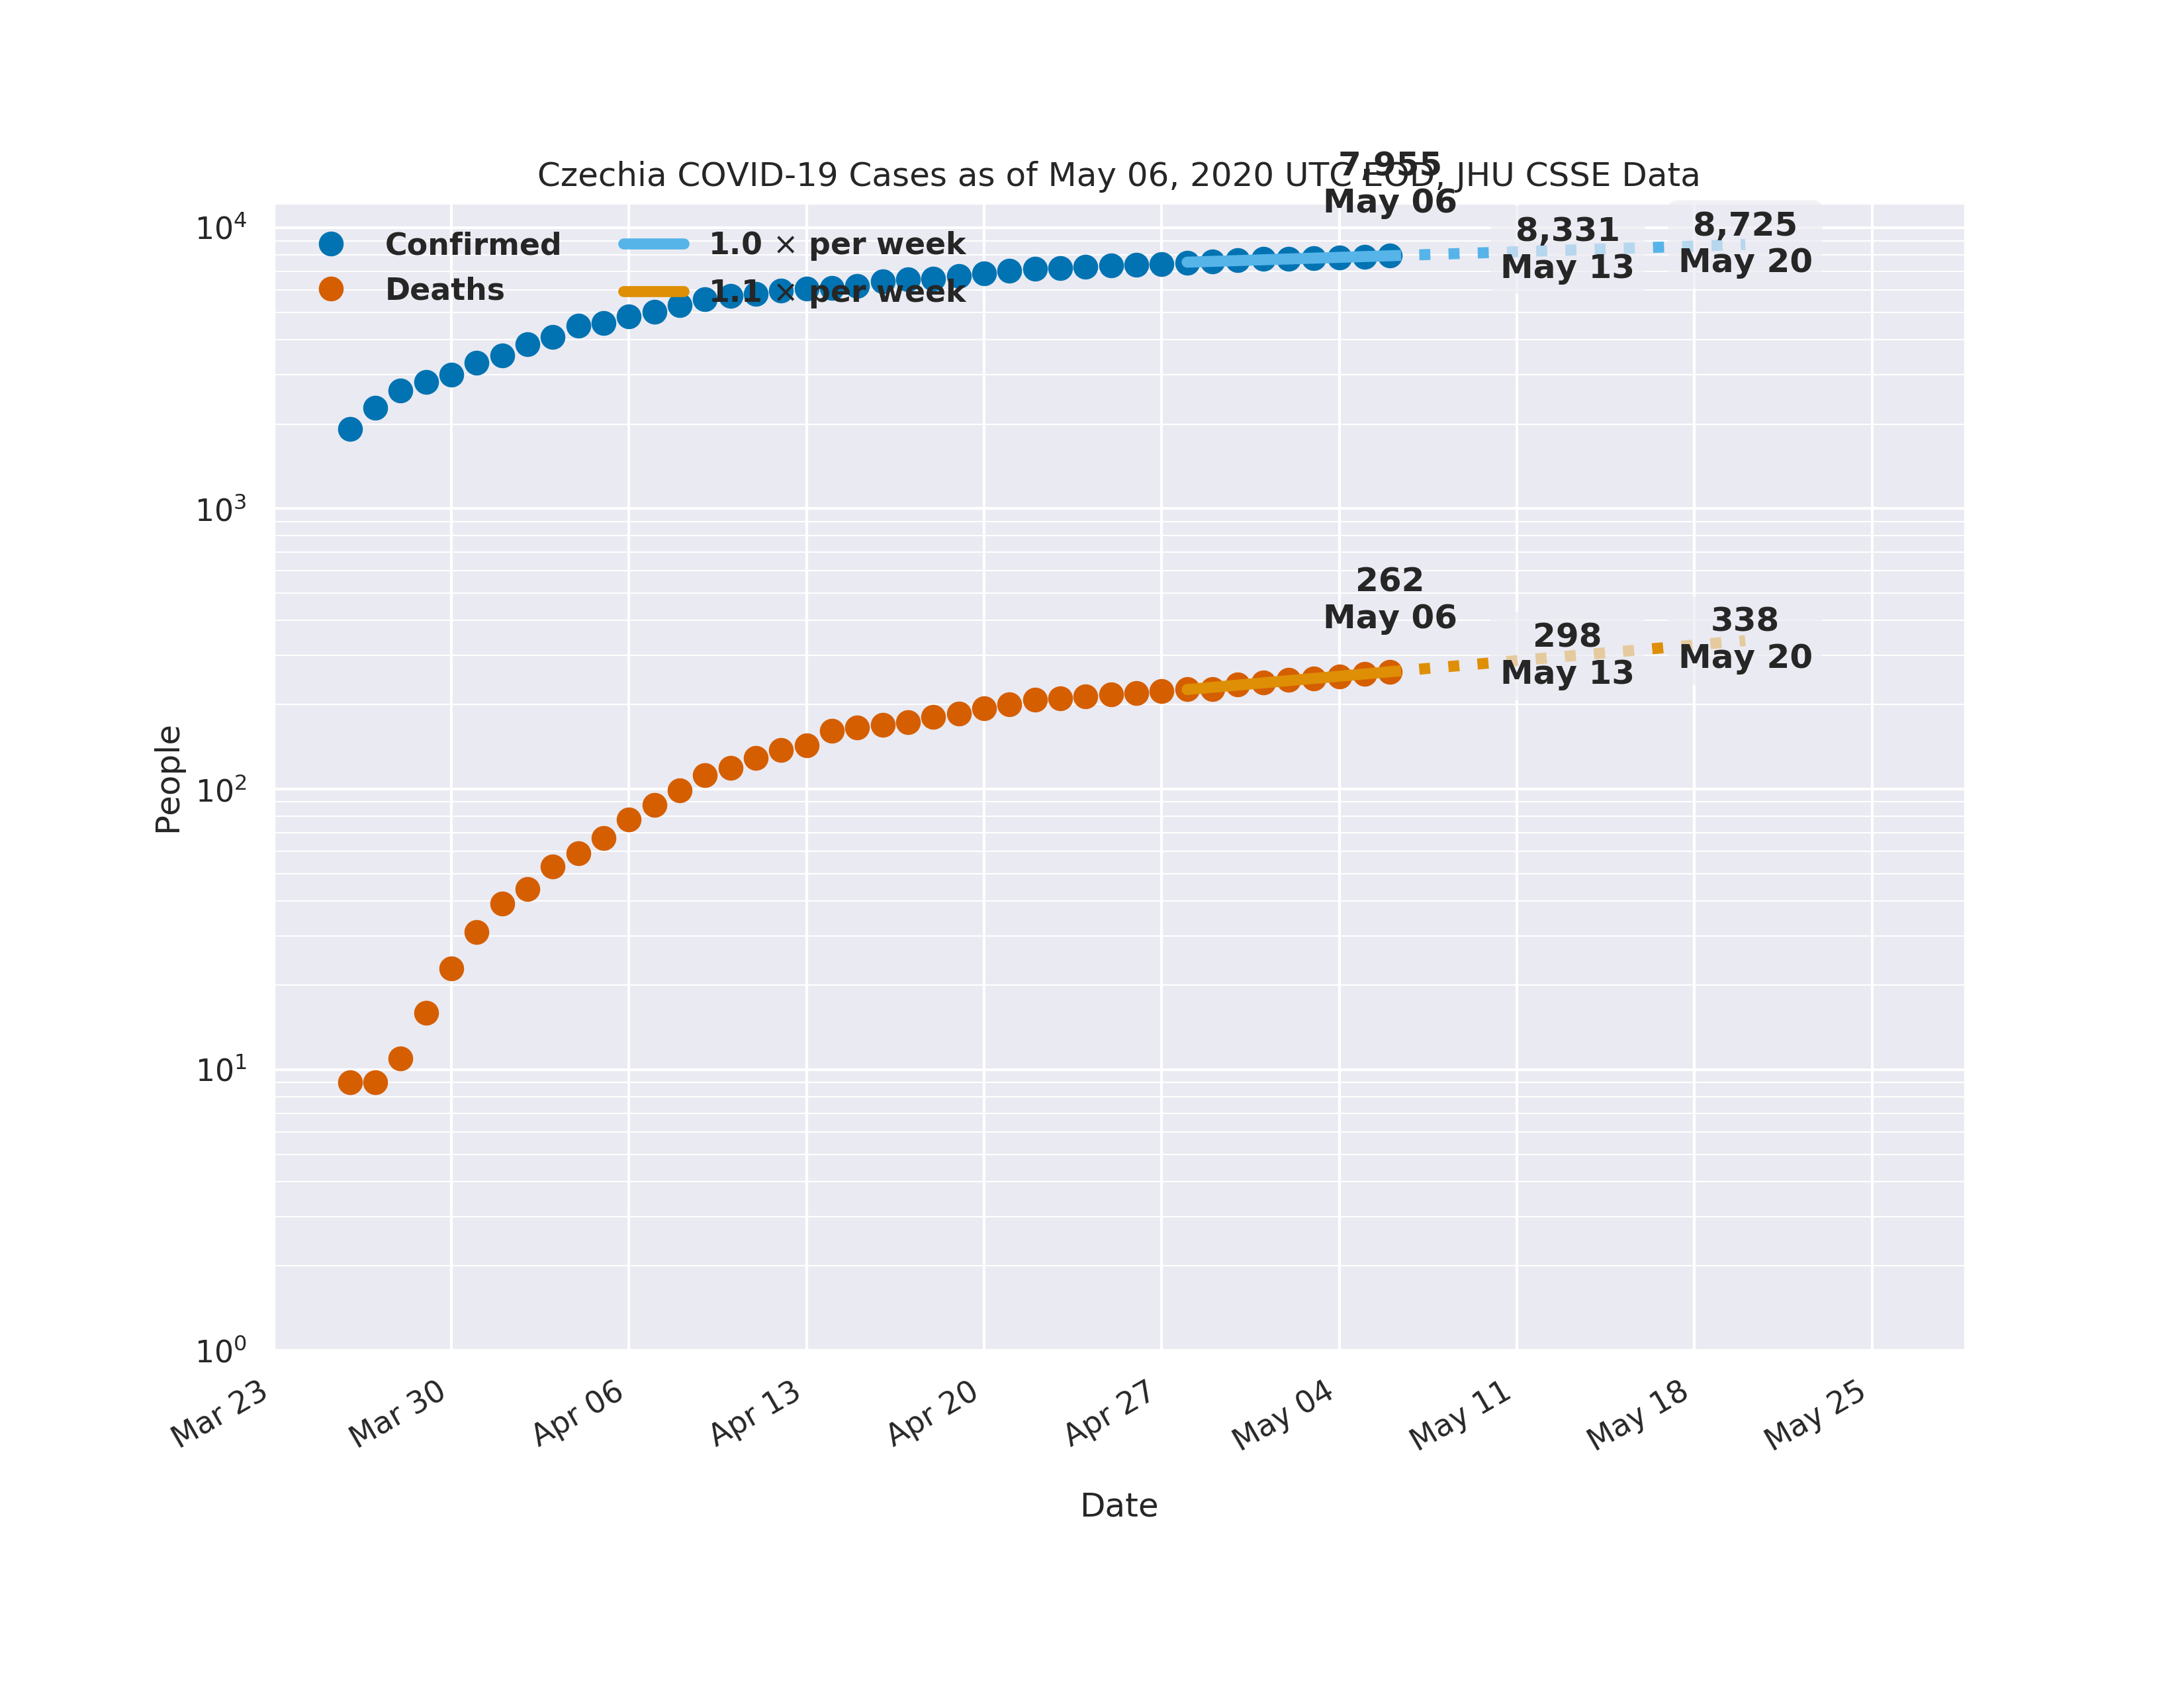 Czechia COVID-19 Cases as of May 06, 2020 UTC EOD, JHU CSSE Data
7,955
May 06
8,331
May 13
8,725
May 20
Confirmed
Deaths
1.0 × per week
1.1 × per week
262
May 06
298
May 13
338
May 20
People
10⁴
10³
10²
10¹
10⁰
Mar 23
Mar 30
Apr 06
Apr 13
Apr 20
Apr 27
May 04
May 11
May 18
May 25
Date